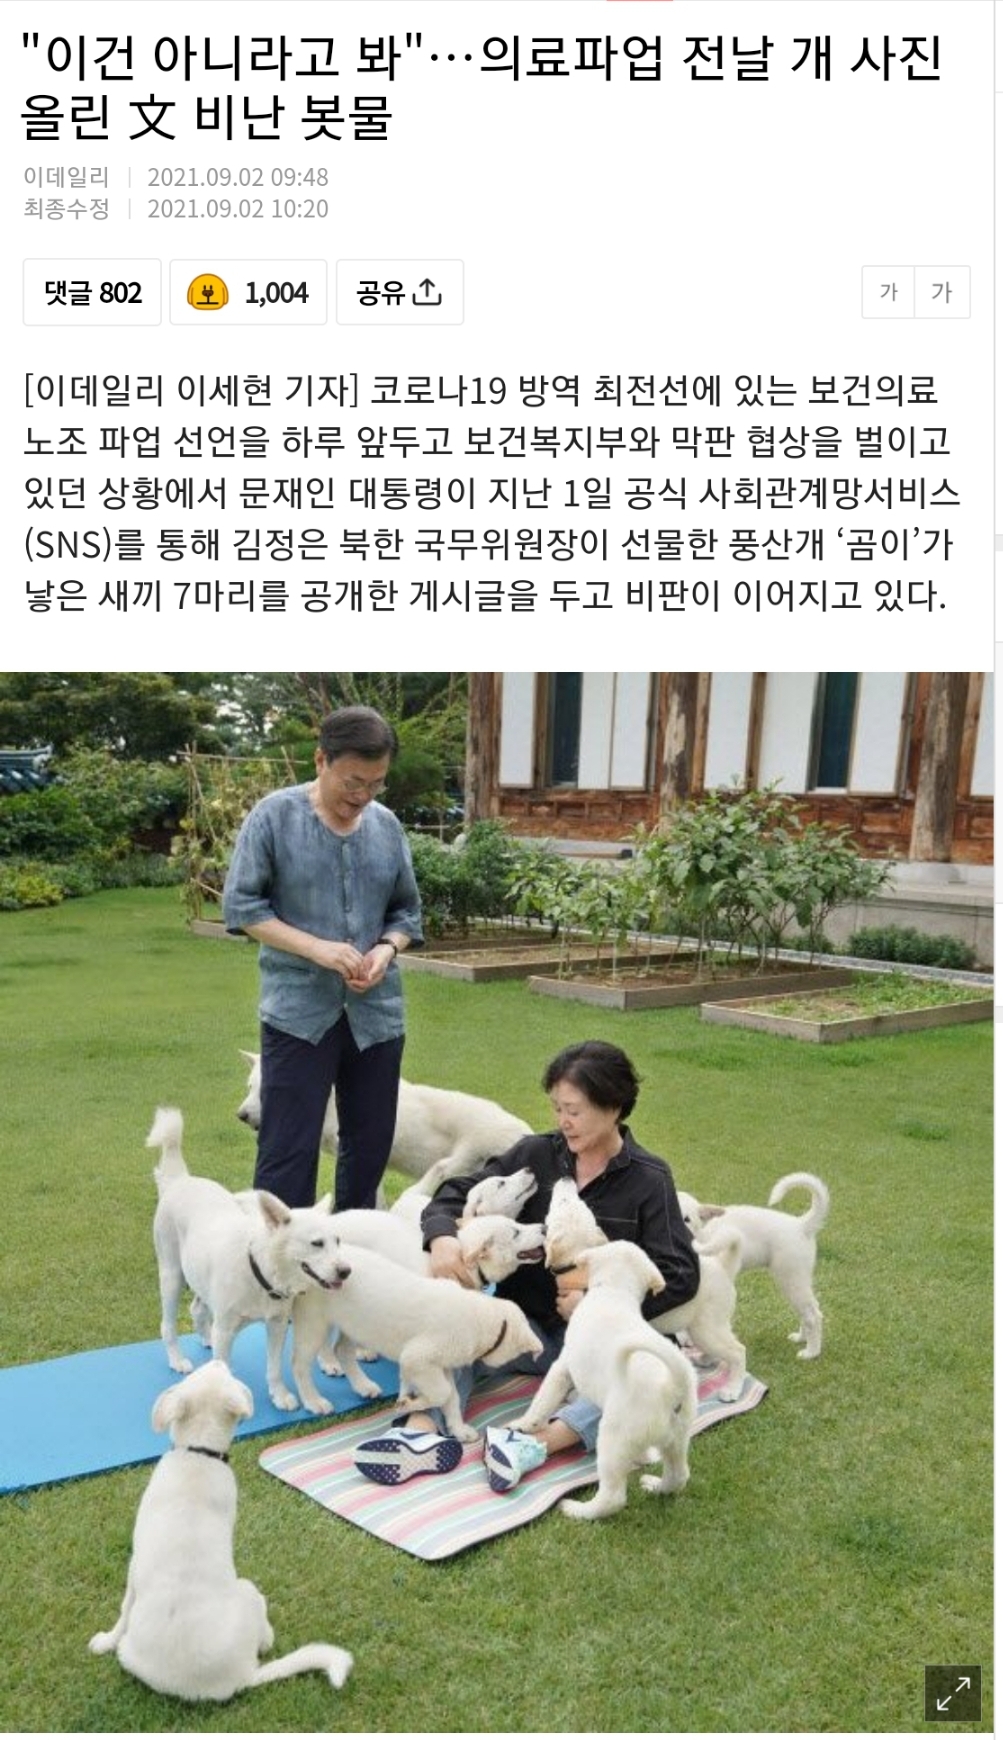 "이건 아니라고 봐"…의료파업 전날 개 사진
올린 文 비난 봇물
이데일리 | 2021.09.02 09:48
최종수정 | 2021.09.02 10:20
댓글 802 1,004 공유 가 가
[이데일리 이세현 기자] 코로나19 방역 최전선에 있는 보건의료
노조 파업 선언을 하루 앞두고 보건복지부와 막판 협상을 벌이고
있던 상황에서 문재인 대통령이 지난 1일 공식 사회관계망서비스
(SNS)를 통해 김정은 북한 국무위원장이 선물한 풍산개 ‘곰이’가
낳은 새끼 7마리를 공개한 게시글을 두고 비판이 이어지고 있다.